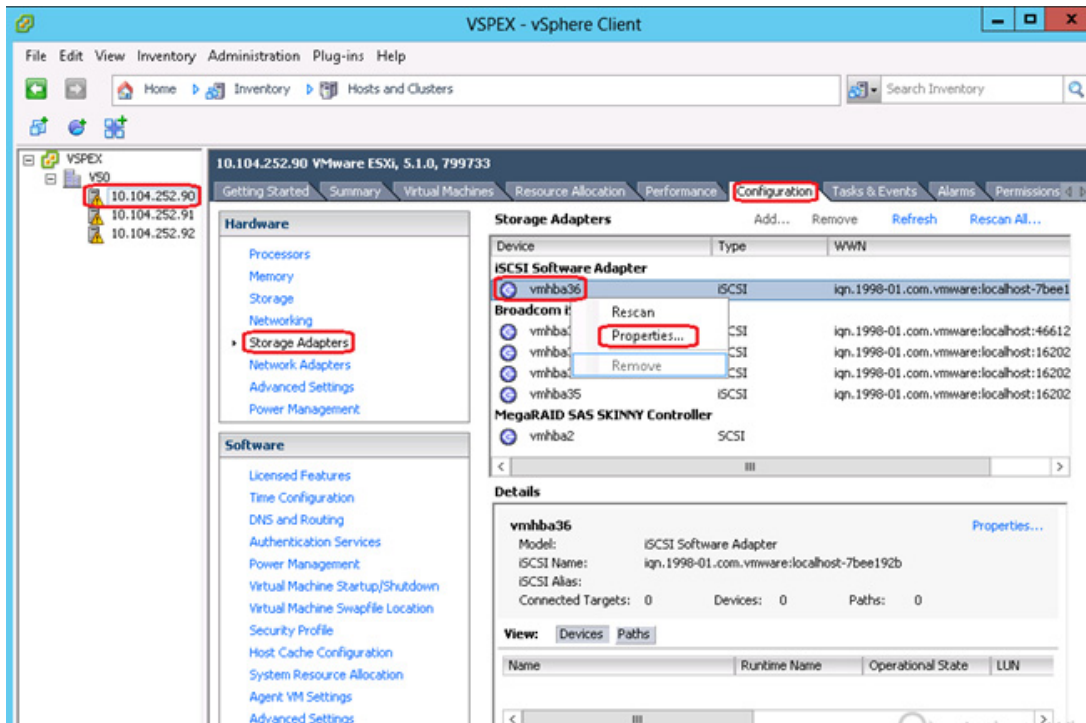 VSPEX - vSphere Client
File Edit View Inventory Administration Plug-ins Help
Home Inventory Hosts and Clusters
Search Inventory
VSPEX
VS0
10.104.252.90
10.104.252.91
10.104.252.92
10.104.252.90 VMware ESXi, 5.1.0, 799733
Getting Started Summary Virtual Machines Resource Allocation Performance Configuration Tasks & Events Alarms Permissions
Hardware
Processors
Memory
Storage
Networking
Storage Adapters
Network Adapters
Advanced Settings
Power Management
Software
Licensed Features
Time Configuration
DNS and Routing
Authentication Services
Power Management
Virtual Machine Startup/Shutdown
Virtual Machine Swapfile Location
Security Profile
Host Cache Configuration
System Resource Allocation
Agent VM Settings
Advanced Settings
Storage Adapters Add... Remove Refresh Rescan All...
Device Type WWN
iSCSI Software Adapter
vmhba36 iSCSI iqn.1998-01.com.vmware:localhost-7bee1
Broadcom
iqn.1998-01.com.vmware:localhost:46612
iqn.1998-01.com.vmware:localhost:16202
iqn.1998-01.com.vmware:localhost:16202
vmhba35 iSCSI iqn.1998-01.com.vmware:localhost:16202
MegaRAID SAS SKINNY Controller
vmhba2 SCSI
Rescan
Properties...
Remove
Details
vmhba36 Properties...
Model: iSCSI Software Adapter
iSCSI Name: iqn.1998-01.com.vmware:localhost-7bee192b
iSCSI Alias:
Connected Targets: 0 Devices: 0 Paths: 0
View: Devices Paths
Name Runtime Name Operational State LUN